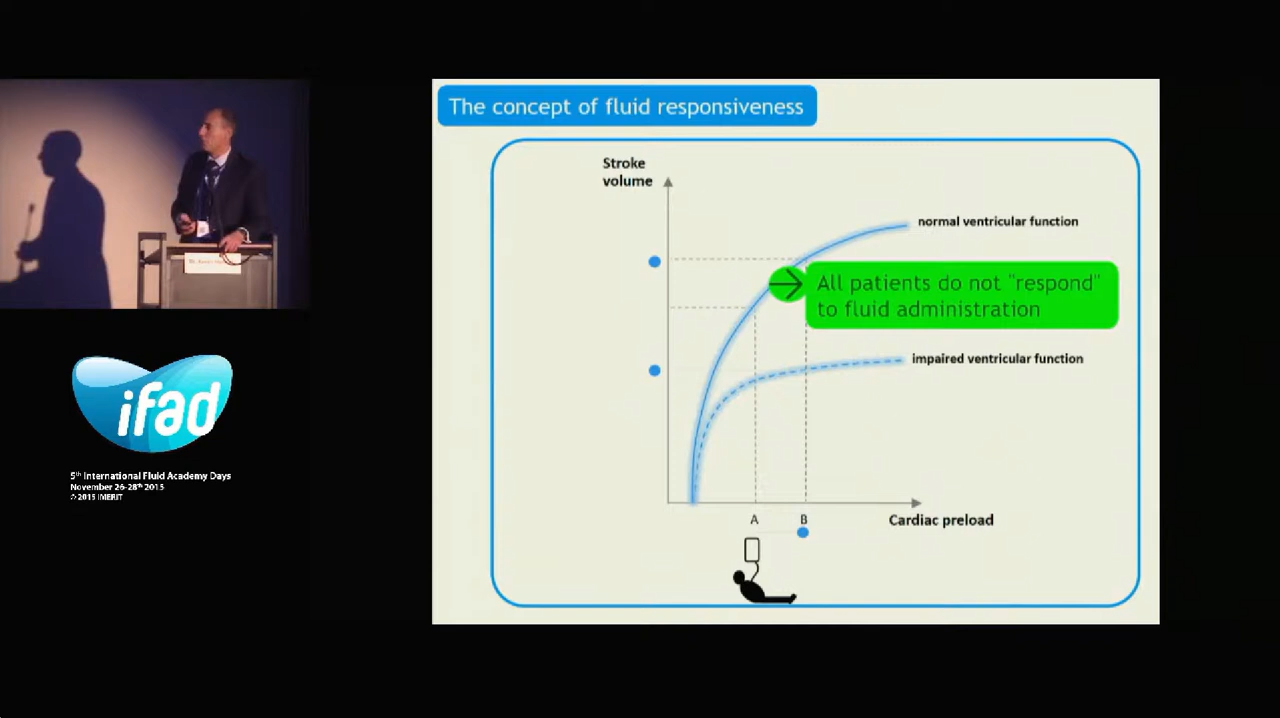 The concept of fluid responsiveness
Stroke
volume
normal ventricular function
All patients do not "respond"
to fluid administration
impaired ventricular function
A
B
Cardiac preload
ifad
5th International Fluid Academy Days
November 26-28th 2015
© 2015 IMERIT